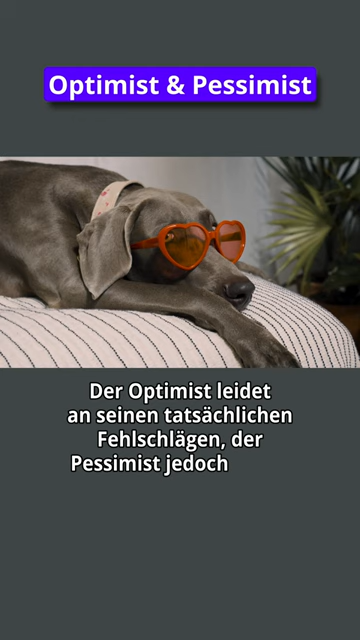 Optimist & Pessimist
Der Optimist leidet
an seinen tatsächlichen
Fehlschlägen, der
Pessimist jedoch